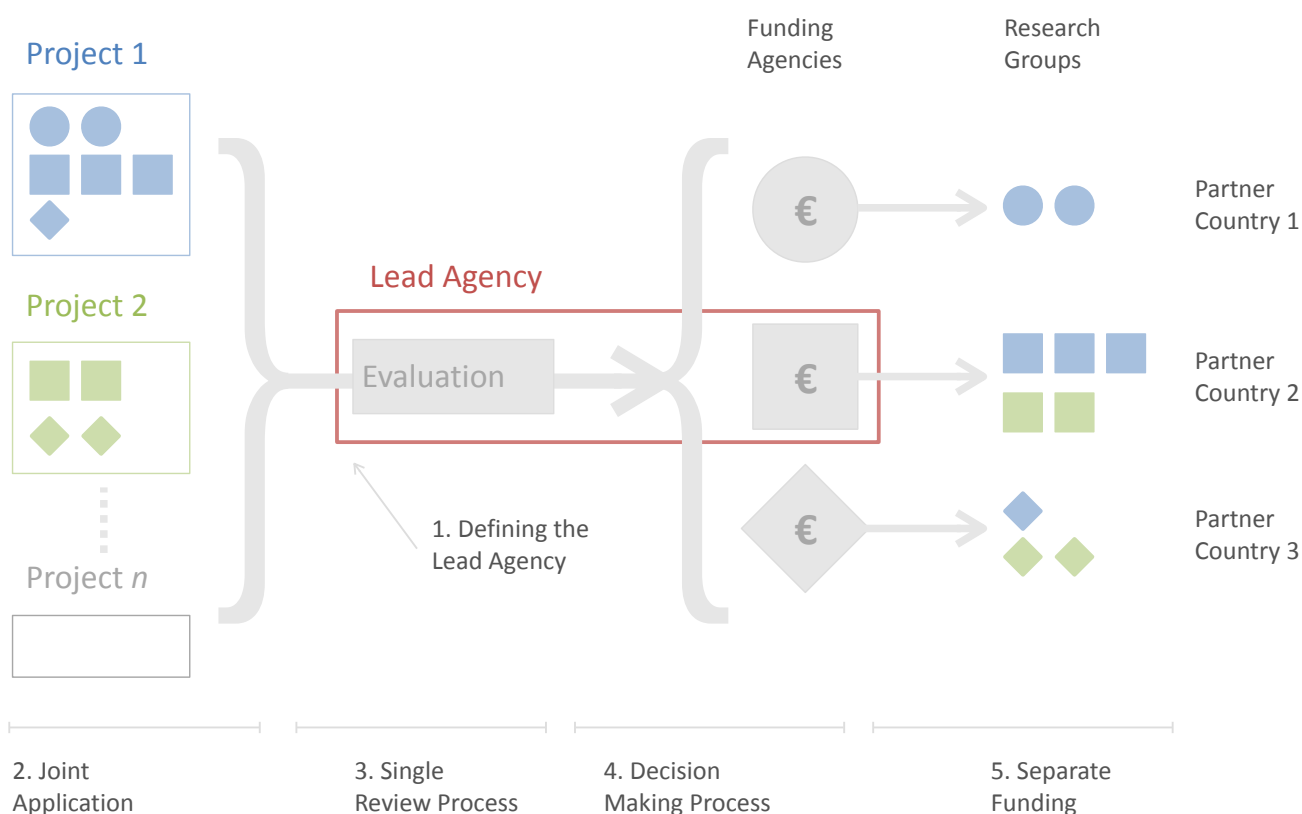 Funding
Agencies
Research
Groups
Project 1
€
Partner
Country 1
Lead Agency
Project 2
Evaluation
€
Partner
Country 2
1. Defining the
Lead Agency
€
Partner
Country 3
Project n
2. Joint
Application
3. Single
Review Process
4. Decision
Making Process
5. Separate
Funding